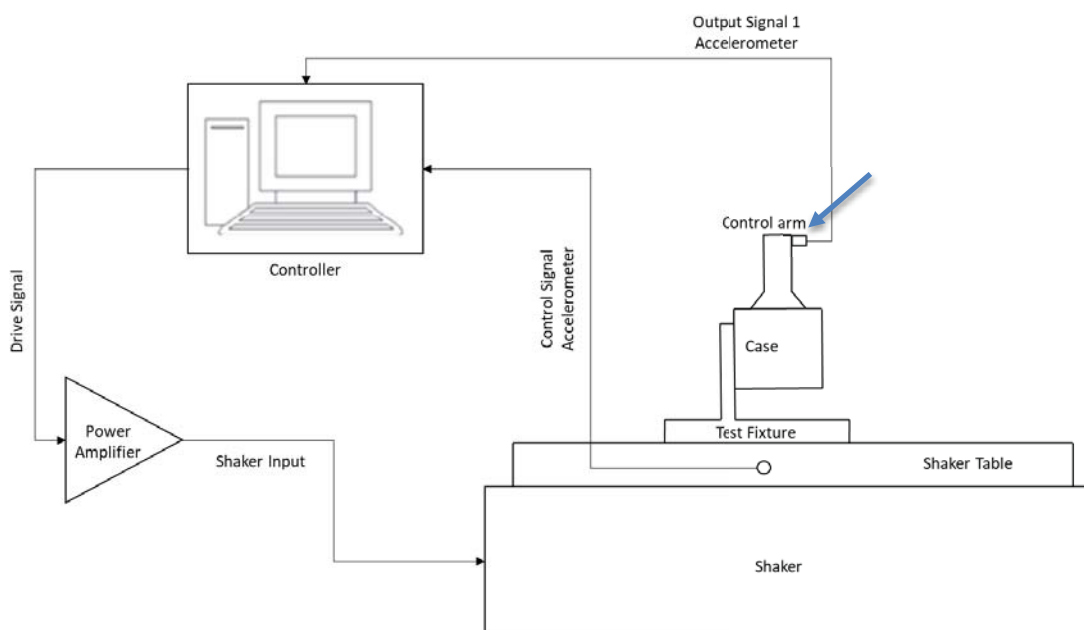 Output Signal 1
Accelerometer
Control arm
Controller
Drive Signal
Control Signal
Accelerometer
Case
Power
Amplifier
Shaker Input
Test Fixture
Shaker Table
Shaker